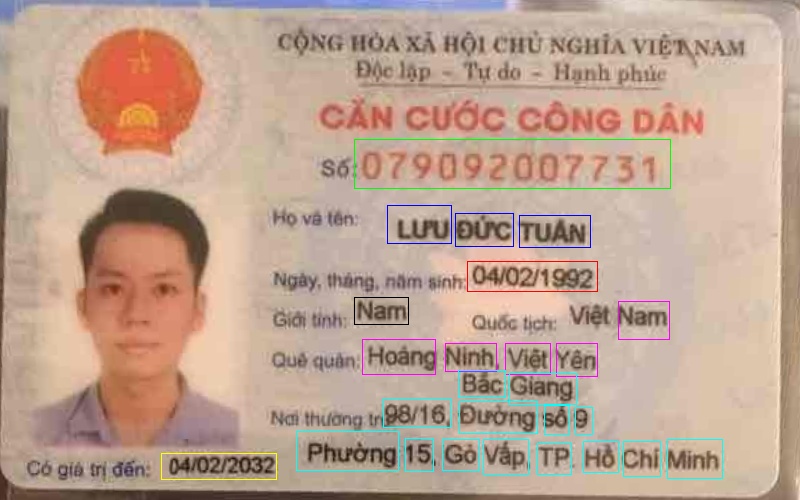 CỘNG HÒA XÃ HỘI CHỦ NGHĨA VIỆT NAM
Độc lập - Tự do - Hạnh phúc
CĂN CƯỚC CÔNG DÂN
Số: 079092007731
Họ và tên: LƯU ĐỨC TUẤN
Ngày, tháng, năm sinh: 04/02/1992
Giới tính: Nam Quốc tịch: Việt Nam
Quê quán: Hoàng Ninh, Việt Yên
Bắc Giang
Nơi thường trú: 98/16, Đường số 9
Phường 15, Gò Vấp, TP. Hồ Chí Minh
Có giá trị đến: 04/02/2032